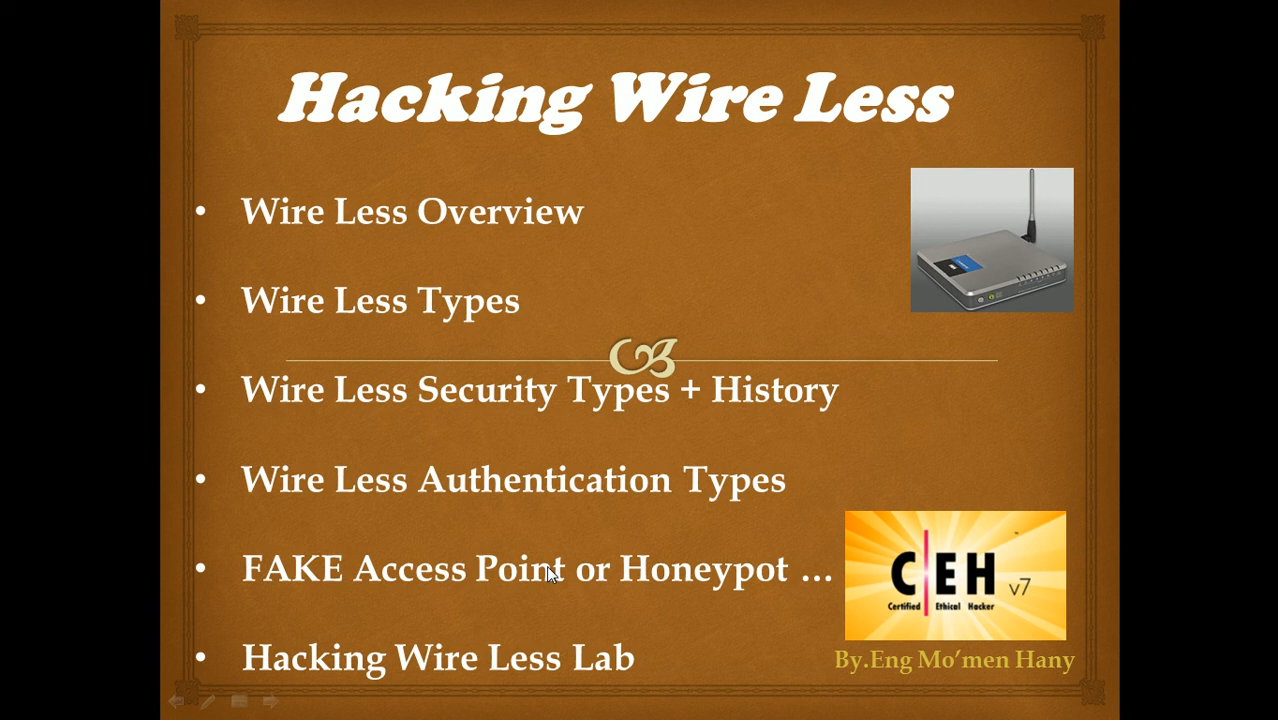 Hacking Wire Less
• Wire Less Overview
• Wire Less Types
• Wire Less Security Types + History
• Wire Less Authentication Types
• FAKE Access Point or Honeypot ...
• Hacking Wire Less Lab
C|EH v7
Certified Ethical Hacker
By.Eng Mo’men Hany